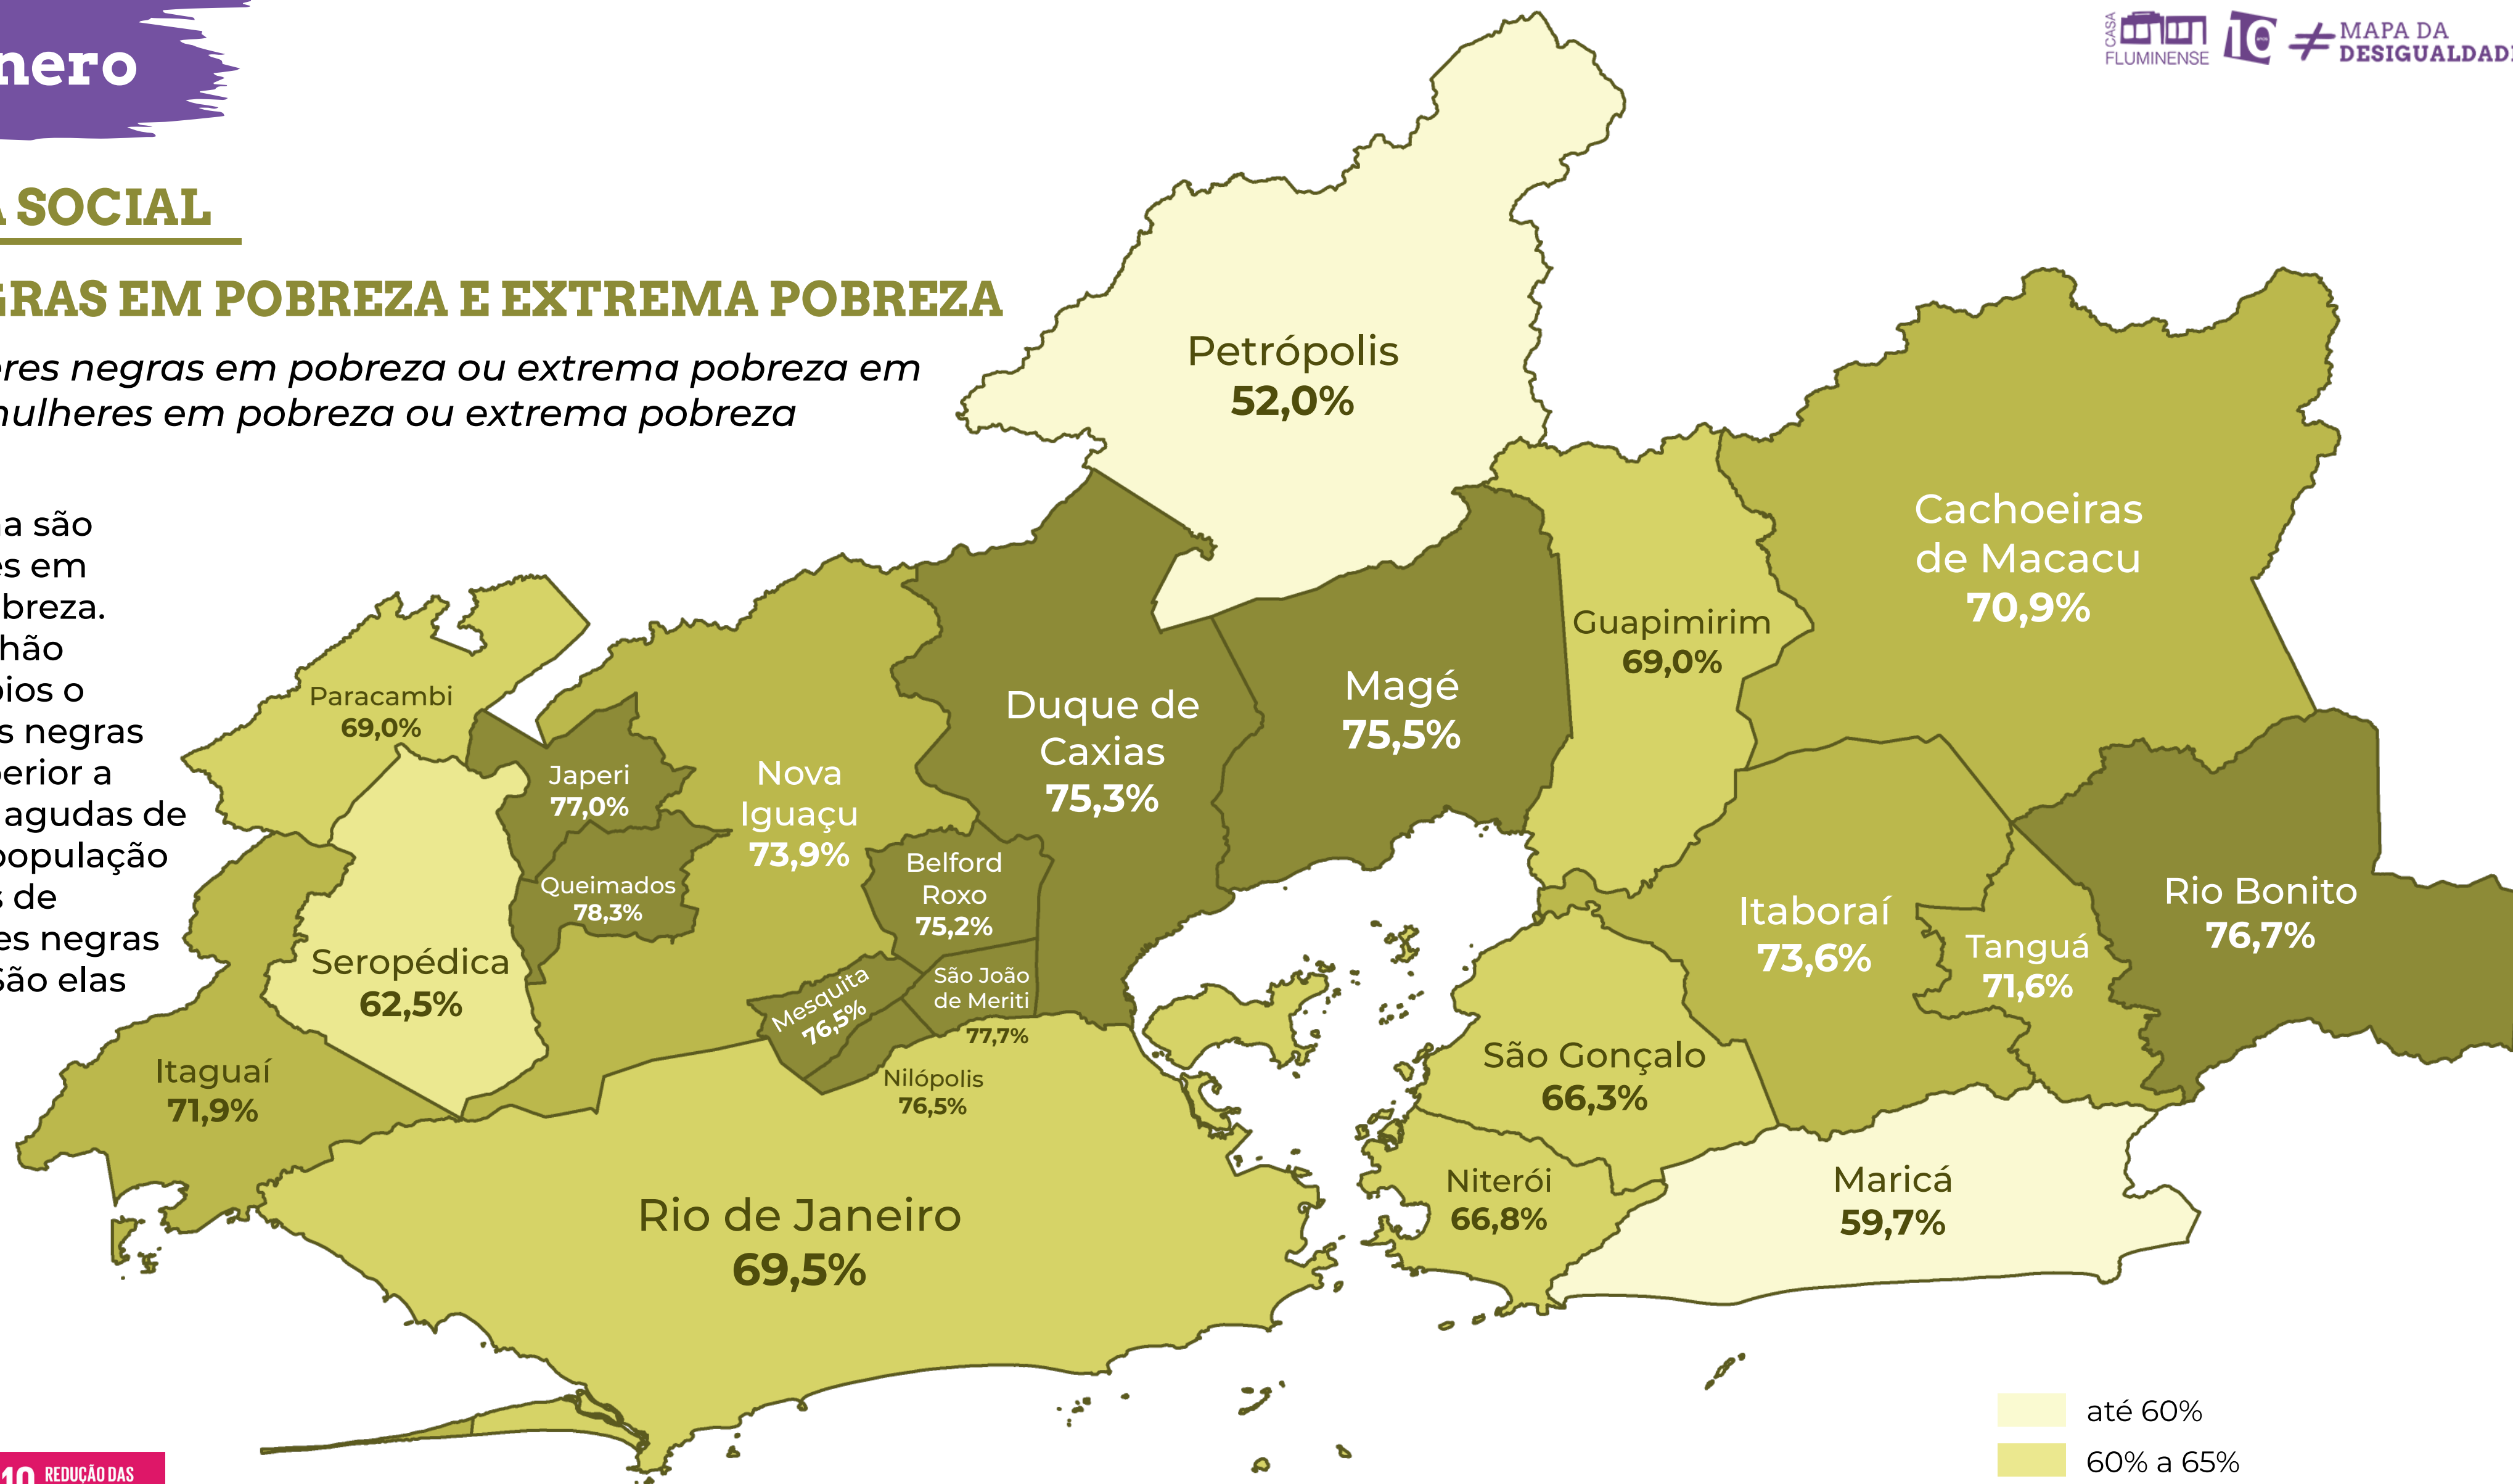 nero
CASA
FLUMINENSE
10
MAPA DA
DESIGUALDADE
A SOCIAL
GRAS EM POBREZA E EXTREMA POBREZA
eres negras em pobreza ou extrema pobreza em
mulheres em pobreza ou extrema pobreza
a são
es em
breza.
hão
pios o
s negras
perior a
agudas de
população
s de
es negras
São elas
Petrópolis
52,0%
Cachoeiras
de Macacu
70,9%
Guapimirim
69,0%
Magé
75,5%
Duque de
Caxias
75,3%
Paracambi
69,0%
Japeri
77,0%
Nova
Iguaçu
73,9%
Queimados
78,3%
Belford
Roxo
75,2%
Seropédica
62,5%
Mesquita
76,5%
São João
de Meriti
77,7%
Nilópolis
76,5%
Itaguaí
71,9%
Rio de Janeiro
69,5%
Itaboraí
73,6%
Tanguá
71,6%
Rio Bonito
76,7%
São Gonçalo
66,3%
Niterói
66,8%
Maricá
59,7%
até 60%
60% a 65%
10 REDUÇÃO DAS